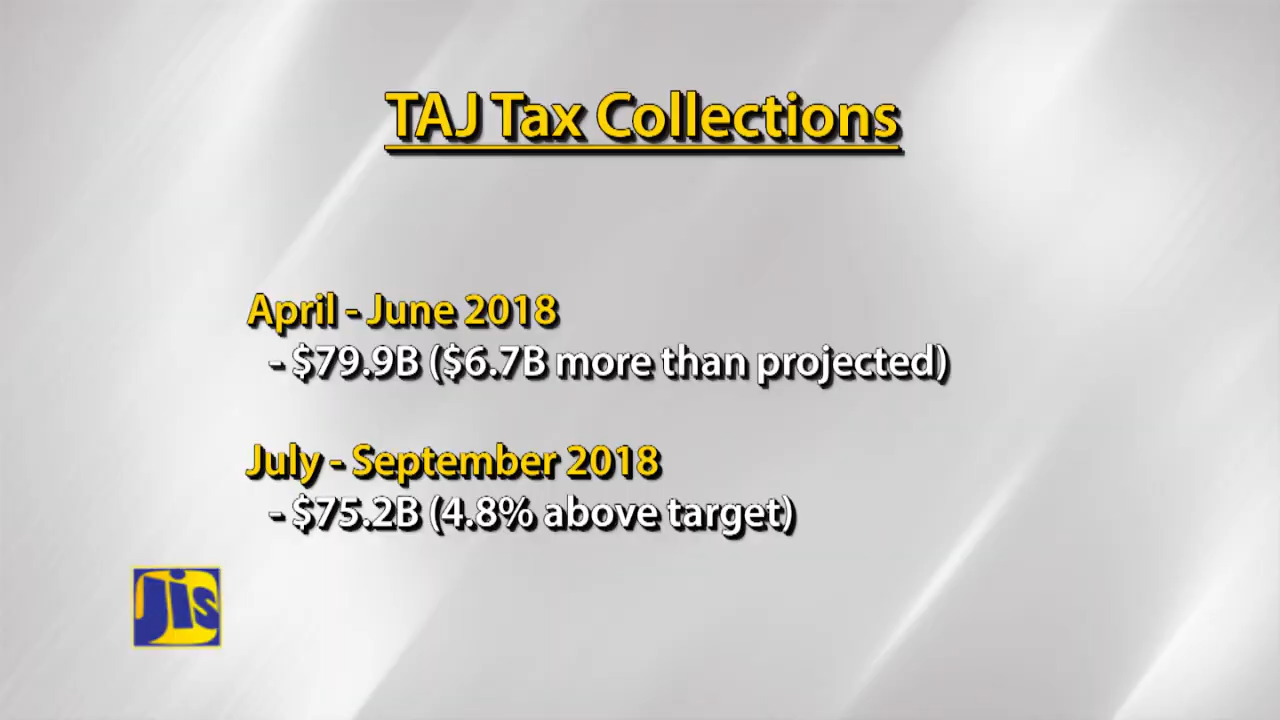 TAJ Tax Collections
April - June 2018
- $79.9B ($6.7B more than projected)
July - September 2018
- $75.2B (4.8% above target)
Jis